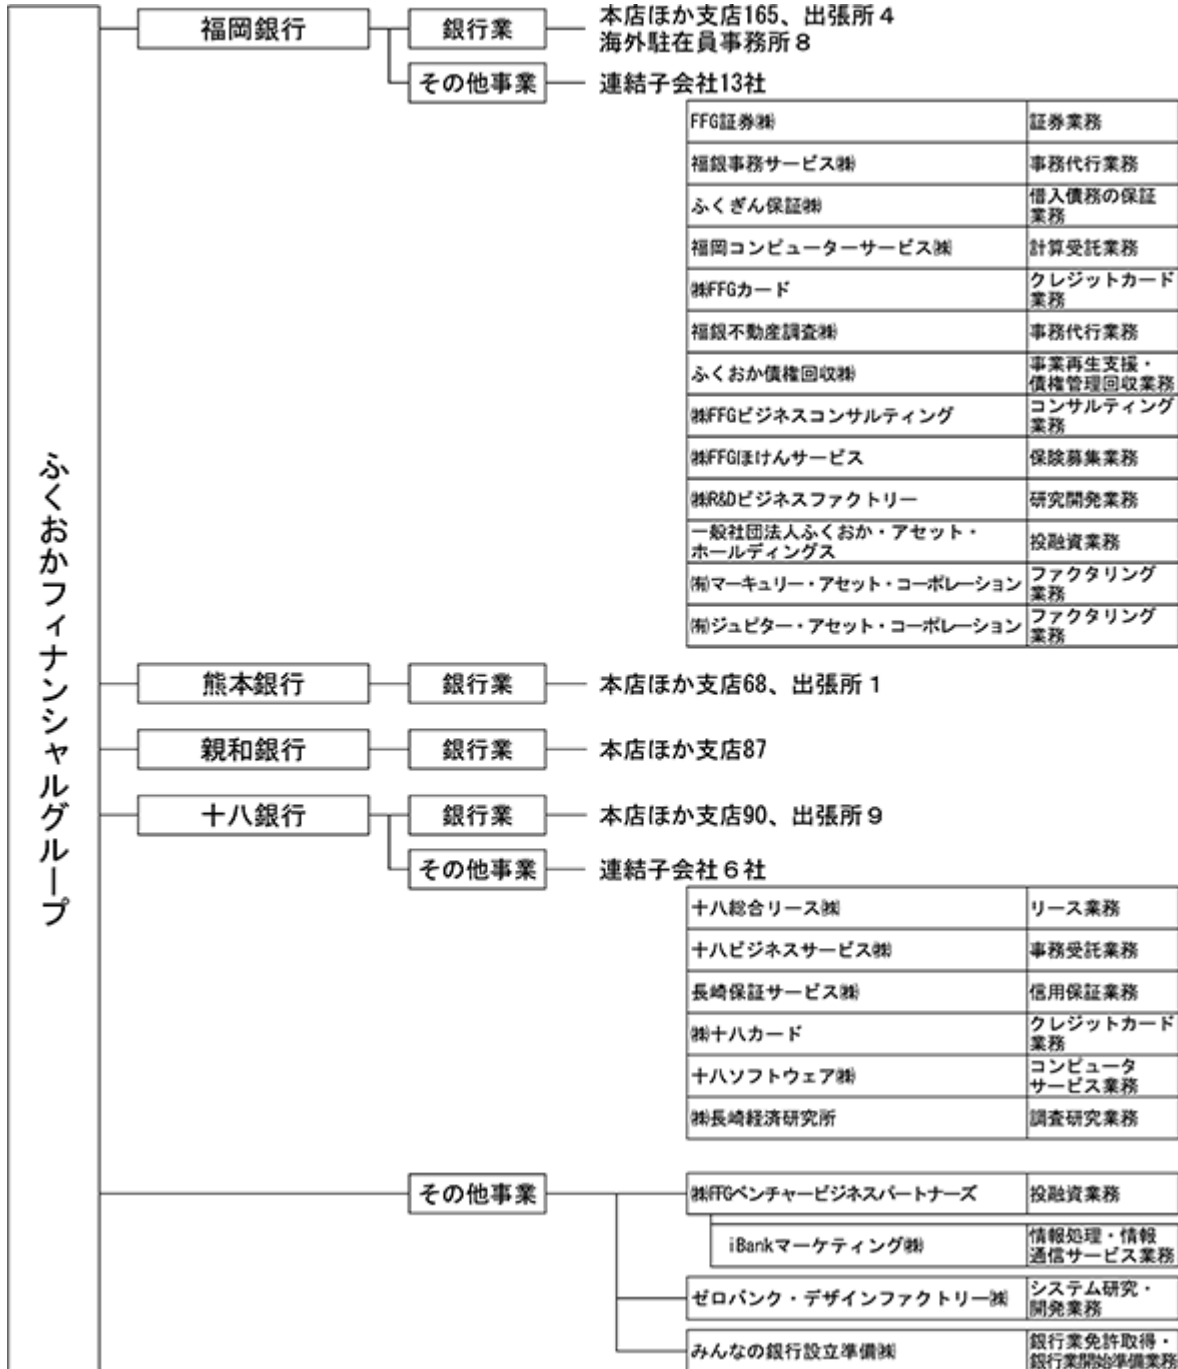 ふくおかフィナンシャルグループ
福岡銀行
銀行業
本店ほか支店165、出張所４
海外駐在員事務所８
その他事業
連結子会社13社
FFG証券㈱
証券業務
福銀事務サービス㈱
事務代行業務
ふくぎん保証㈱
借入債務の保証
業務
福岡コンピューターサービス㈱
計算受託業務
㈱FFGカード
クレジットカード
業務
福銀不動産調査㈱
事務代行業務
ふくおか債権回収㈱
事業再生支援・
債権管理回収業務
㈱FFGビジネスコンサルティング
コンサルティング
業務
㈱FFGほけんサービス
保険募集業務
㈱R&Dビジネスファクトリー
研究開発業務
一般社団法人ふくおか・アセット・
ホールディングス
投融資業務
㈲マーキュリー・アセット・コーポレーション
ファクタリング
業務
㈲ジュピター・アセット・コーポレーション
ファクタリング
業務
熊本銀行
銀行業
本店ほか支店68、出張所１
親和銀行
銀行業
本店ほか支店87
十八銀行
銀行業
本店ほか支店90、出張所９
その他事業
連結子会社６社
十八総合リース㈱
リース業務
十八ビジネスサービス㈱
事務受託業務
長崎保証サービス㈱
信用保証業務
㈱十八カード
クレジットカード
業務
十八ソフトウェア㈱
コンピュータ
サービス業務
㈱長崎経済研究所
調査研究業務
その他事業
㈱FFGベンチャービジネスパートナーズ
投融資業務
iBankマーケティング㈱
情報処理・情報
通信サービス業務
ゼロバンク・デザインファクトリー㈱
システム研究・
開発業務
みんなの銀行設立準備㈱
銀行業免許取得・
銀行業開始準備業務